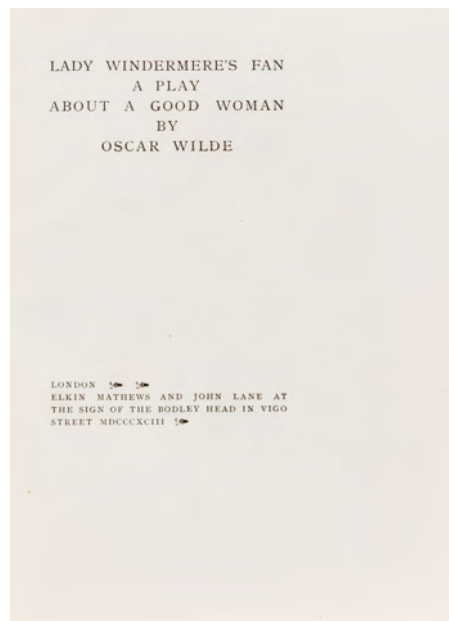 LADY WINDERMERE'S FAN
A PLAY
ABOUT A GOOD WOMAN
BY
OSCAR WILDE
LONDON
ELKIN MATHEWS AND JOHN LANE AT
THE SIGN OF THE BODLEY HEAD IN VIGO
STREET MDCCCXCIII